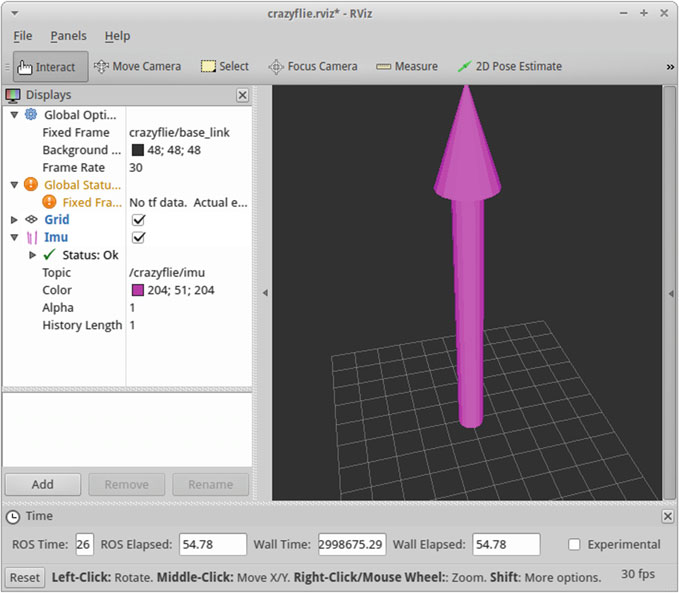 crazyflie.rviz* - RViz
File Panels Help
Interact Move Camera Select Focus Camera Measure 2D Pose Estimate »
Displays
Global Opti...
Fixed Frame crazyflie/base_link
Background ... 48; 48; 48
Frame Rate 30
Global Statu...
Fixed Fra... No tf data. Actual e...
Grid
Imu
Status: Ok
Topic /crazyflie/imu
Color 204; 51; 204
Alpha 1
History Length 1
Add Remove Rename
Time
ROS Time: 26 ROS Elapsed: 54.78 Wall Time: 2998675.29 Wall Elapsed: 54.78 Experimental
Reset Left-Click: Rotate. Middle-Click: Move X/Y. Right-Click/Mouse Wheel:: Zoom. Shift: More options. 30 fps